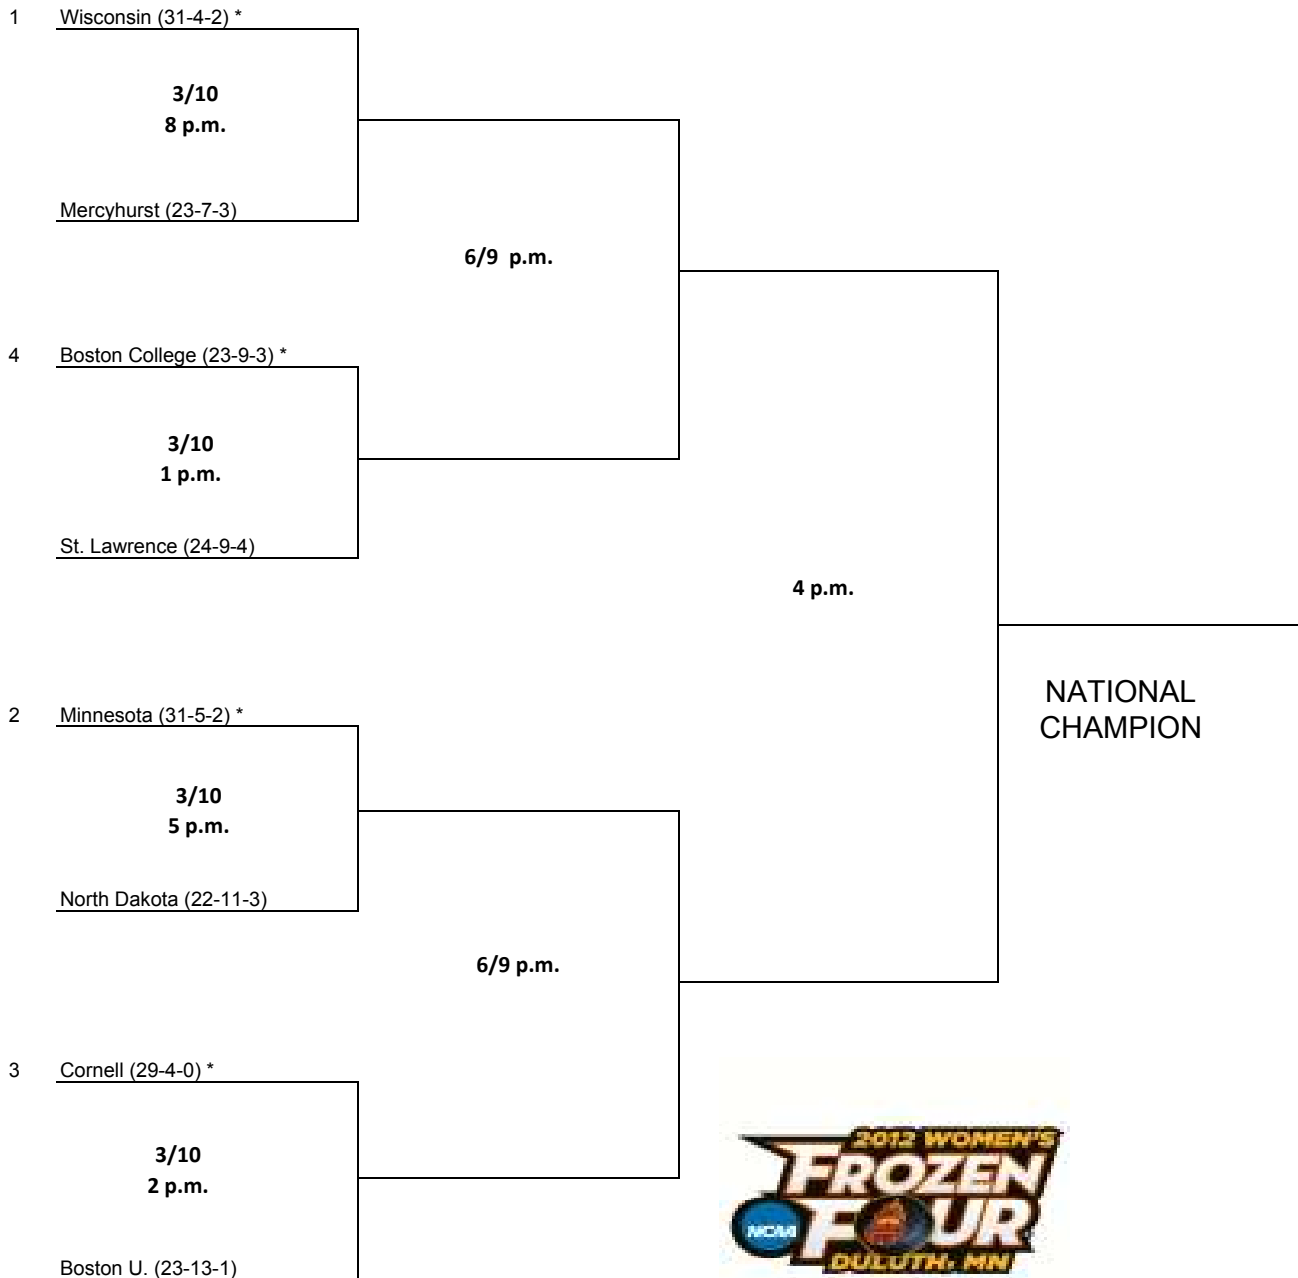 1 Wisconsin (31-4-2) *
3/10
8 p.m.
Mercyhurst (23-7-3)
6/9 p.m.
4 Boston College (23-9-3) *
3/10
1 p.m.
St. Lawrence (24-9-4)
4 p.m.
2 Minnesota (31-5-2) *
NATIONAL
CHAMPION
3/10
5 p.m.
North Dakota (22-11-3)
6/9 p.m.
3 Cornell (29-4-0) *
3/10
2 p.m.
Boston U. (23-13-1)
2012 WOMEN'S
FROZEN
FOUR
NCAA
DULUTH, MN